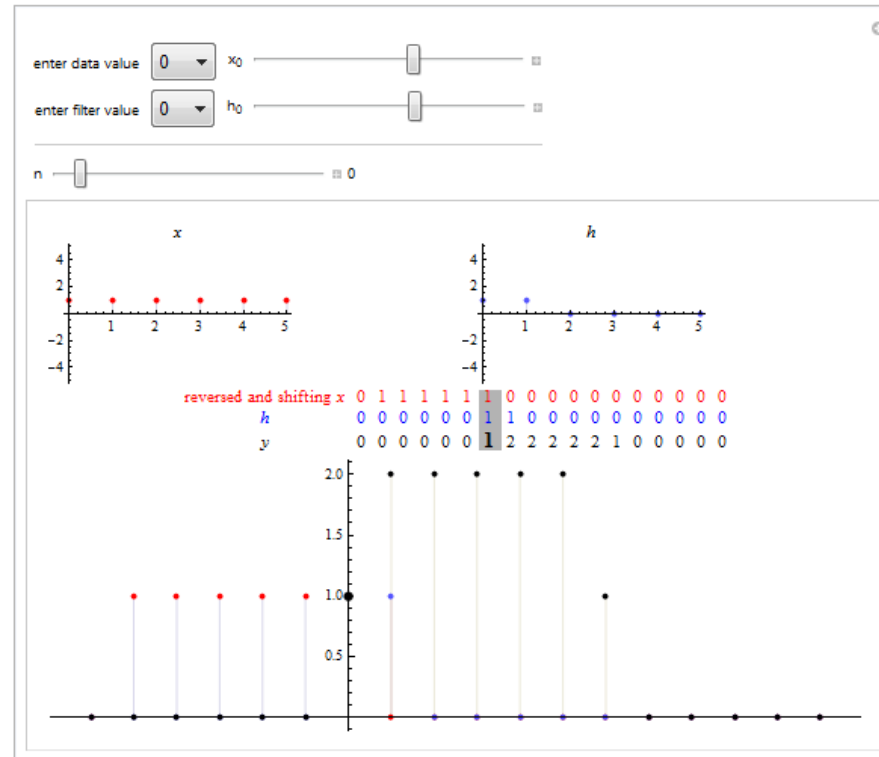 enter data value 0 x0
enter filter value 0 h0
n 0
x h
4 4
2 2
1 2 3 4 5 1 2 3 4 5
−2 −2
−4 −4
reversed and shifting x 0 1 1 1 1 1 1 0 0 0 0 0 0 0 0 0 0 0
h 0 0 0 0 0 0 1 1 0 0 0 0 0 0 0 0 0 0
y 0 0 0 0 0 0 1 2 2 2 2 2 1 0 0 0 0 0
2.0
1.5
1.0
0.5